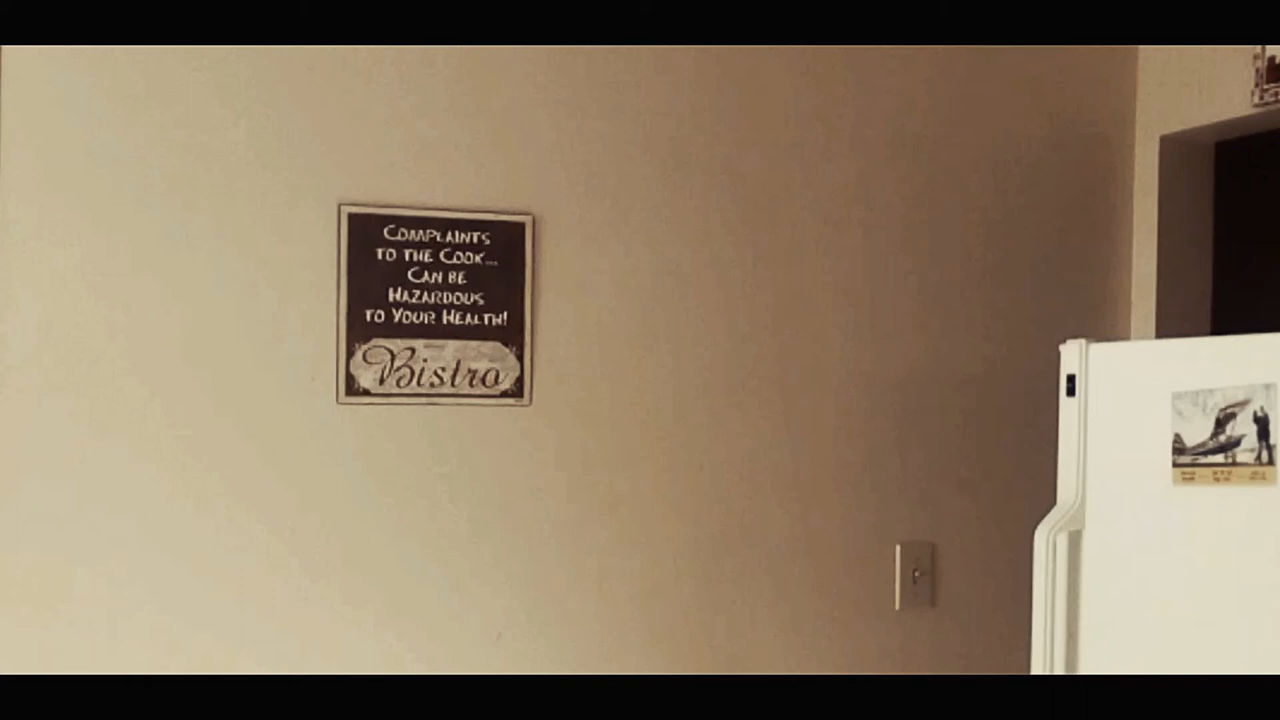 COMPLAINTS
TO THE COOK...
CAN BE
HAZARDOUS
TO YOUR HEALTH!
Bistro